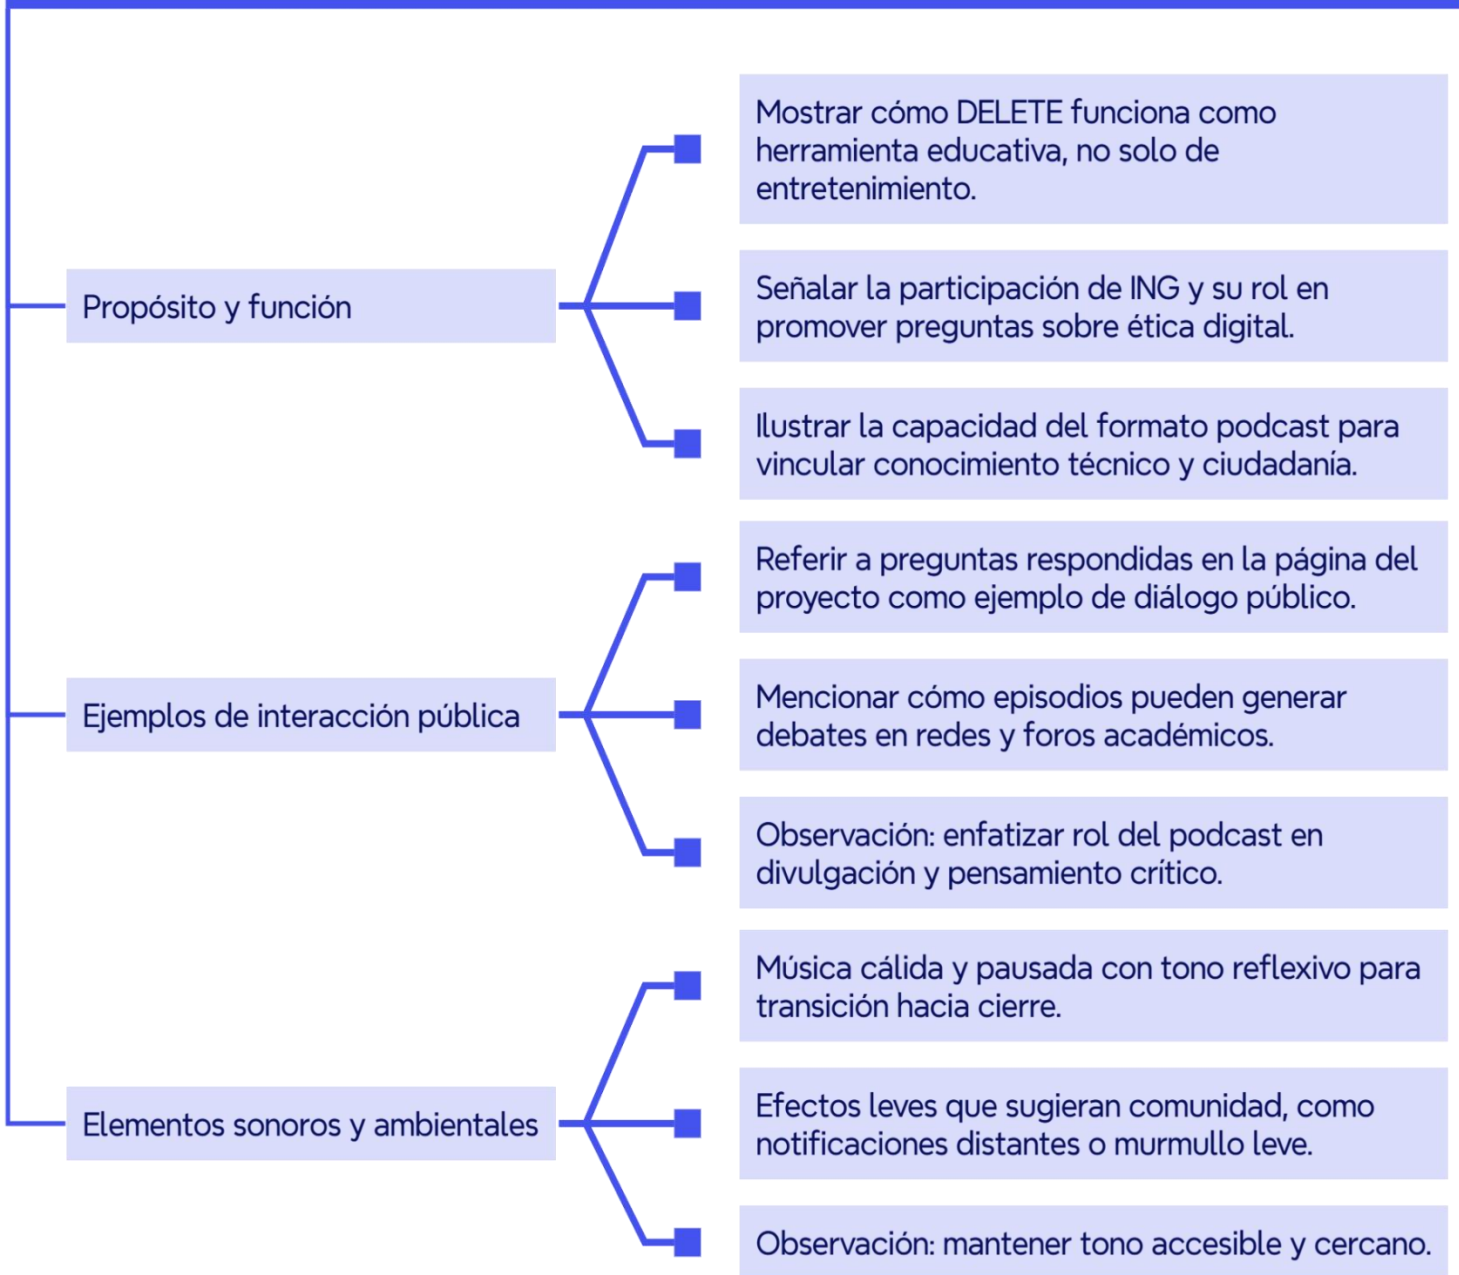 Propósito y función
Mostrar cómo DELETE funciona como
herramienta educativa, no solo de
entretenimiento.
Señalar la participación de ING y su rol en
promover preguntas sobre ética digital.
Ilustrar la capacidad del formato podcast para
vincular conocimiento técnico y ciudadanía.
Ejemplos de interacción pública
Referir a preguntas respondidas en la página del
proyecto como ejemplo de diálogo público.
Mencionar cómo episodios pueden generar
debates en redes y foros académicos.
Observación: enfatizar rol del podcast en
divulgación y pensamiento crítico.
Elementos sonoros y ambientales
Música cálida y pausada con tono reflexivo para
transición hacia cierre.
Efectos leves que sugieran comunidad, como
notificaciones distantes o murmullo leve.
Observación: mantener tono accesible y cercano.